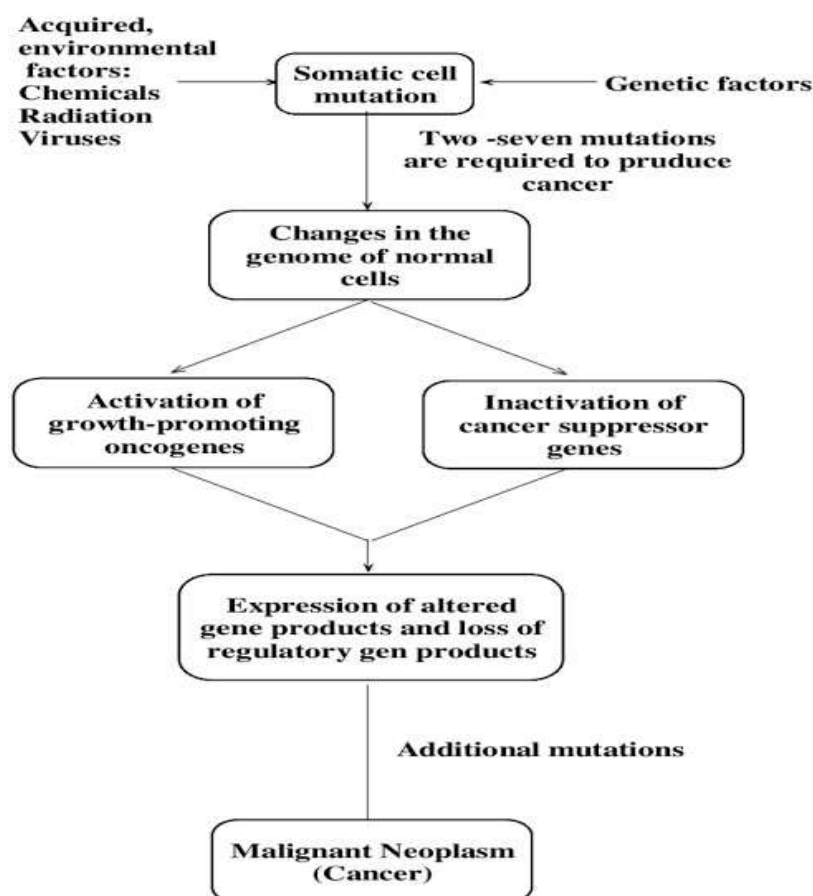 Acquired,
environmental
factors:
Chemicals
Radiation
Viruses
Somatic cell
mutation
Genetic factors
Two -seven mutations
are required to pruduce
cancer
Changes in the
genome of normal
cells
Activation of
growth-promoting
oncogenes
Inactivation of
cancer suppressor
genes
Expression of altered
gene products and loss of
regulatory gen products
Additional mutations
Malignant Neoplasm
(Cancer)